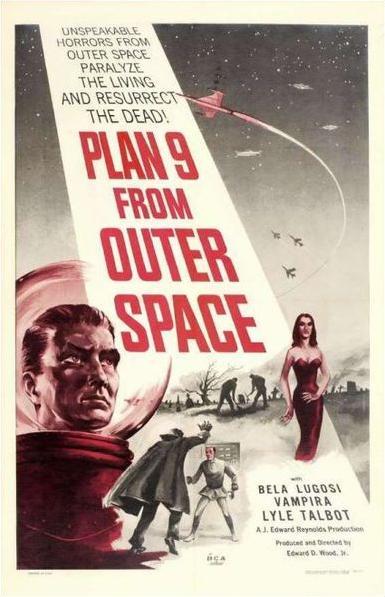 UNSPEAKABLE
HORRORS FROM
OUTER SPACE
PARALYZE
THE LIVING
AND RESURRECT
THE DEAD!
PLAN 9
FROM
OUTER
SPACE
with
BELA LUGOSI
VAMPIRA
LYLE TALBOT
A J. Edward Reynolds Production
Produced and Directed by
Edward D. Wood, Jr.
DCA